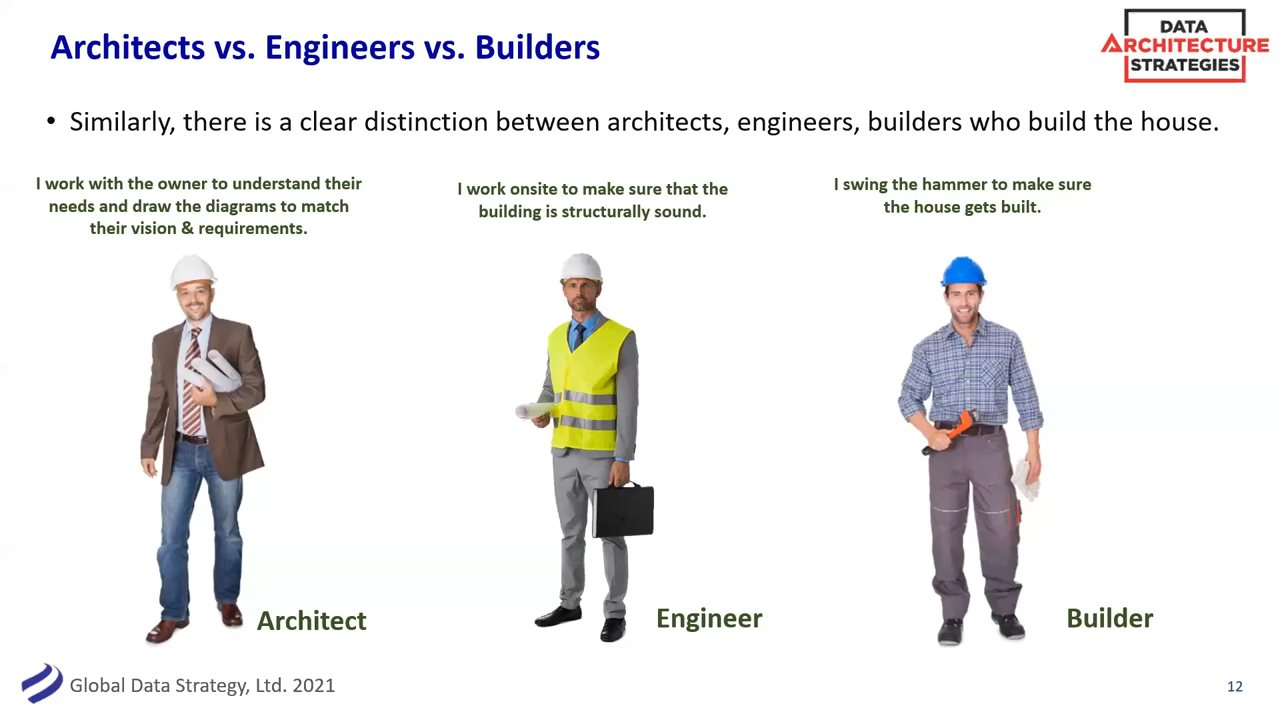 Architects vs. Engineers vs. Builders
DATA
ARCHITECTURE
STRATEGIES
• Similarly, there is a clear distinction between architects, engineers, builders who build the house.
I work with the owner to understand their
needs and draw the diagrams to match
their vision & requirements.
I work onsite to make sure that the
building is structurally sound.
I swing the hammer to make sure
the house gets built.
Architect
Engineer
Builder
Global Data Strategy, Ltd. 2021
12